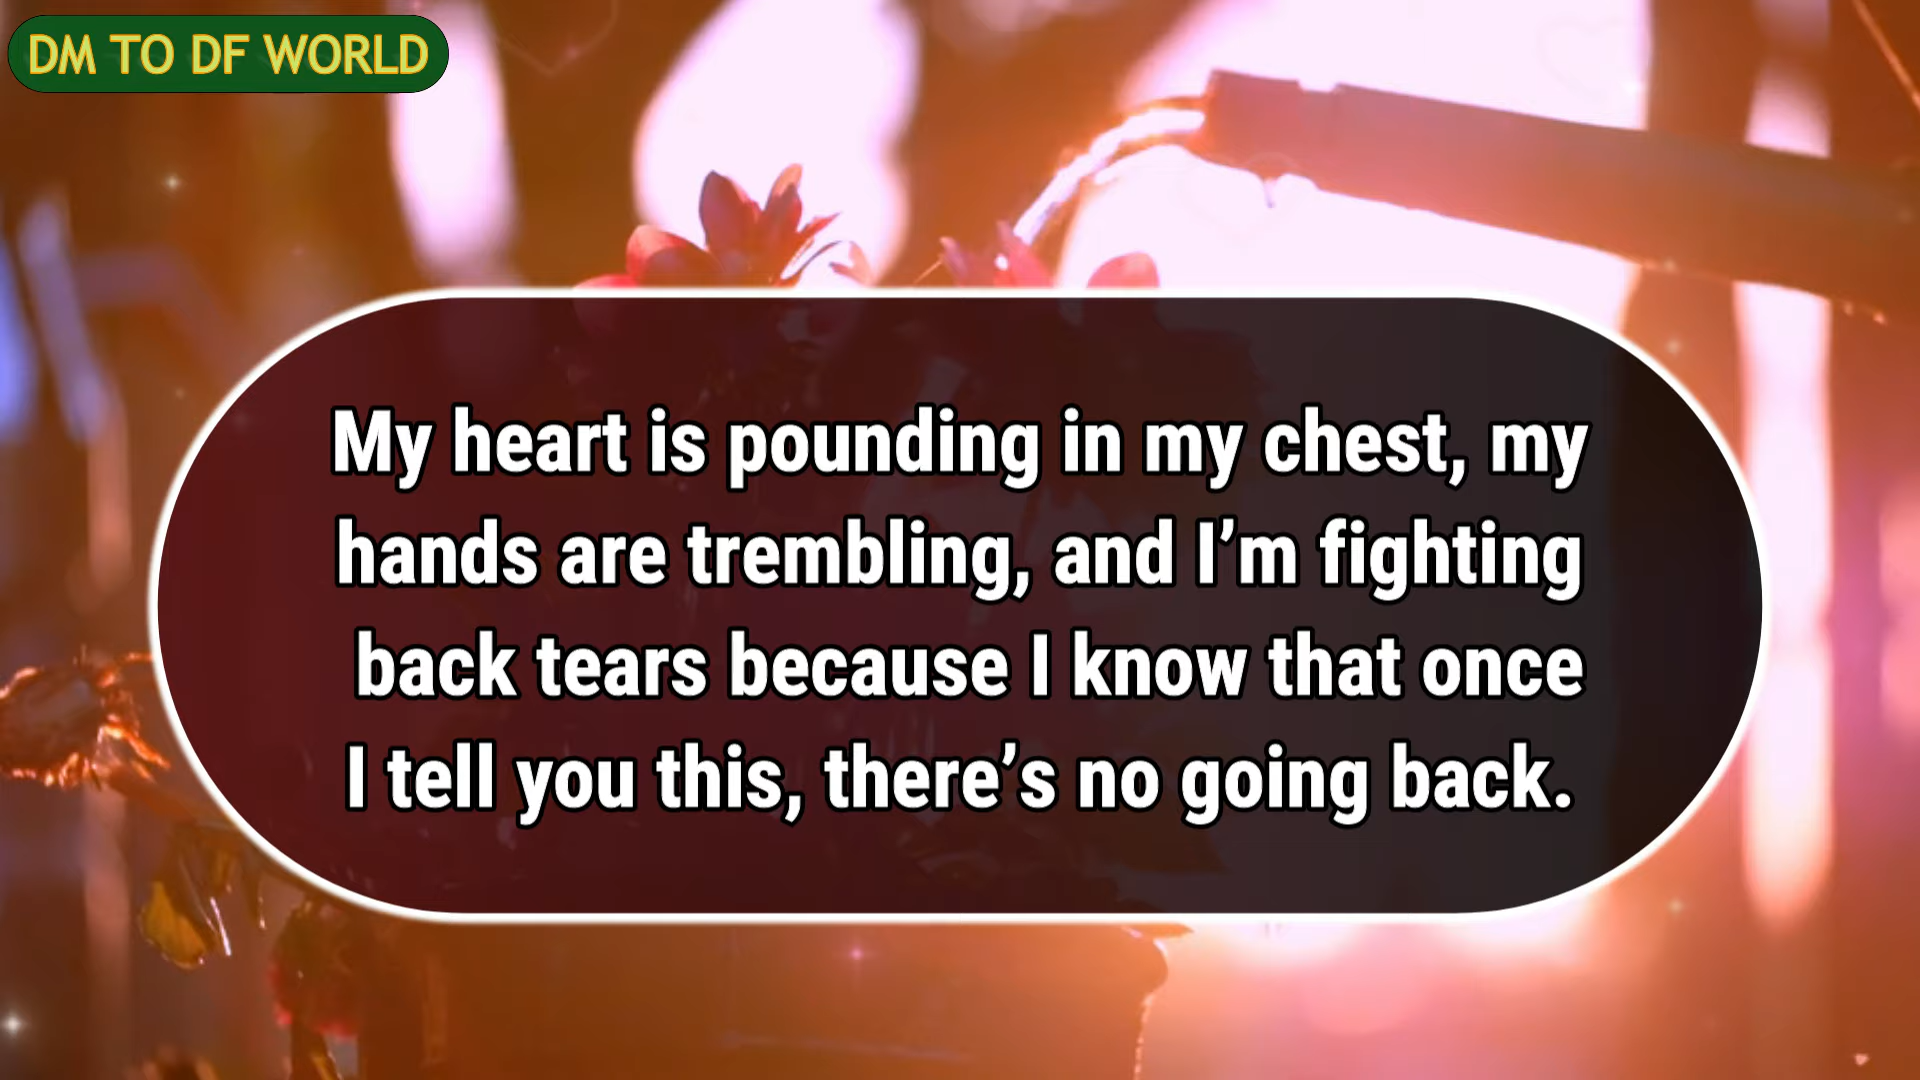 DM TO DF WORLD
My heart is pounding in my chest, my
hands are trembling, and I’m fighting
back tears because I know that once
I tell you this, there’s no going back.